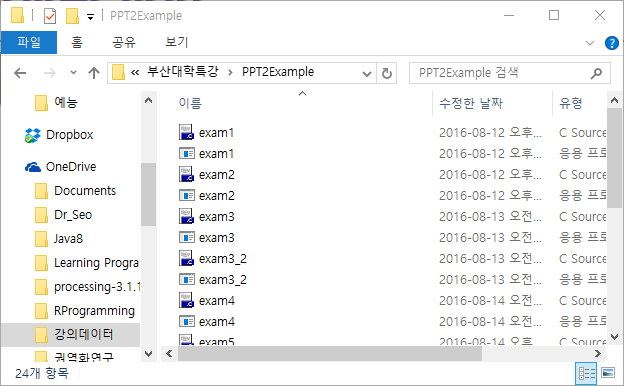 PPT2Example
파일 홈 공유 보기
« 부산대학특강 > PPT2Example
PPT2Example 검색
예능
Dropbox
OneDrive
Documents
Dr_Seo
Java8
Learning Progra
processing-3.1.1
RProgramming
강의데이터
권역화연구
이름 수정한 날짜 유형
exam1 2016-08-12 오후... C Source
exam1 2016-08-12 오후... 응용 프로
exam2 2016-08-12 오후... C Source
exam2 2016-08-12 오후... 응용 프로
exam3 2016-08-13 오전... C Source
exam3 2016-08-13 오전... 응용 프로
exam3_2 2016-08-13 오전... C Source
exam3_2 2016-08-13 오전... 응용 프로
exam4 2016-08-14 오전... C Source
exam4 2016-08-14 오전... 응용 프로
exam5 2016-08-14 오전... C Source
24개 항목